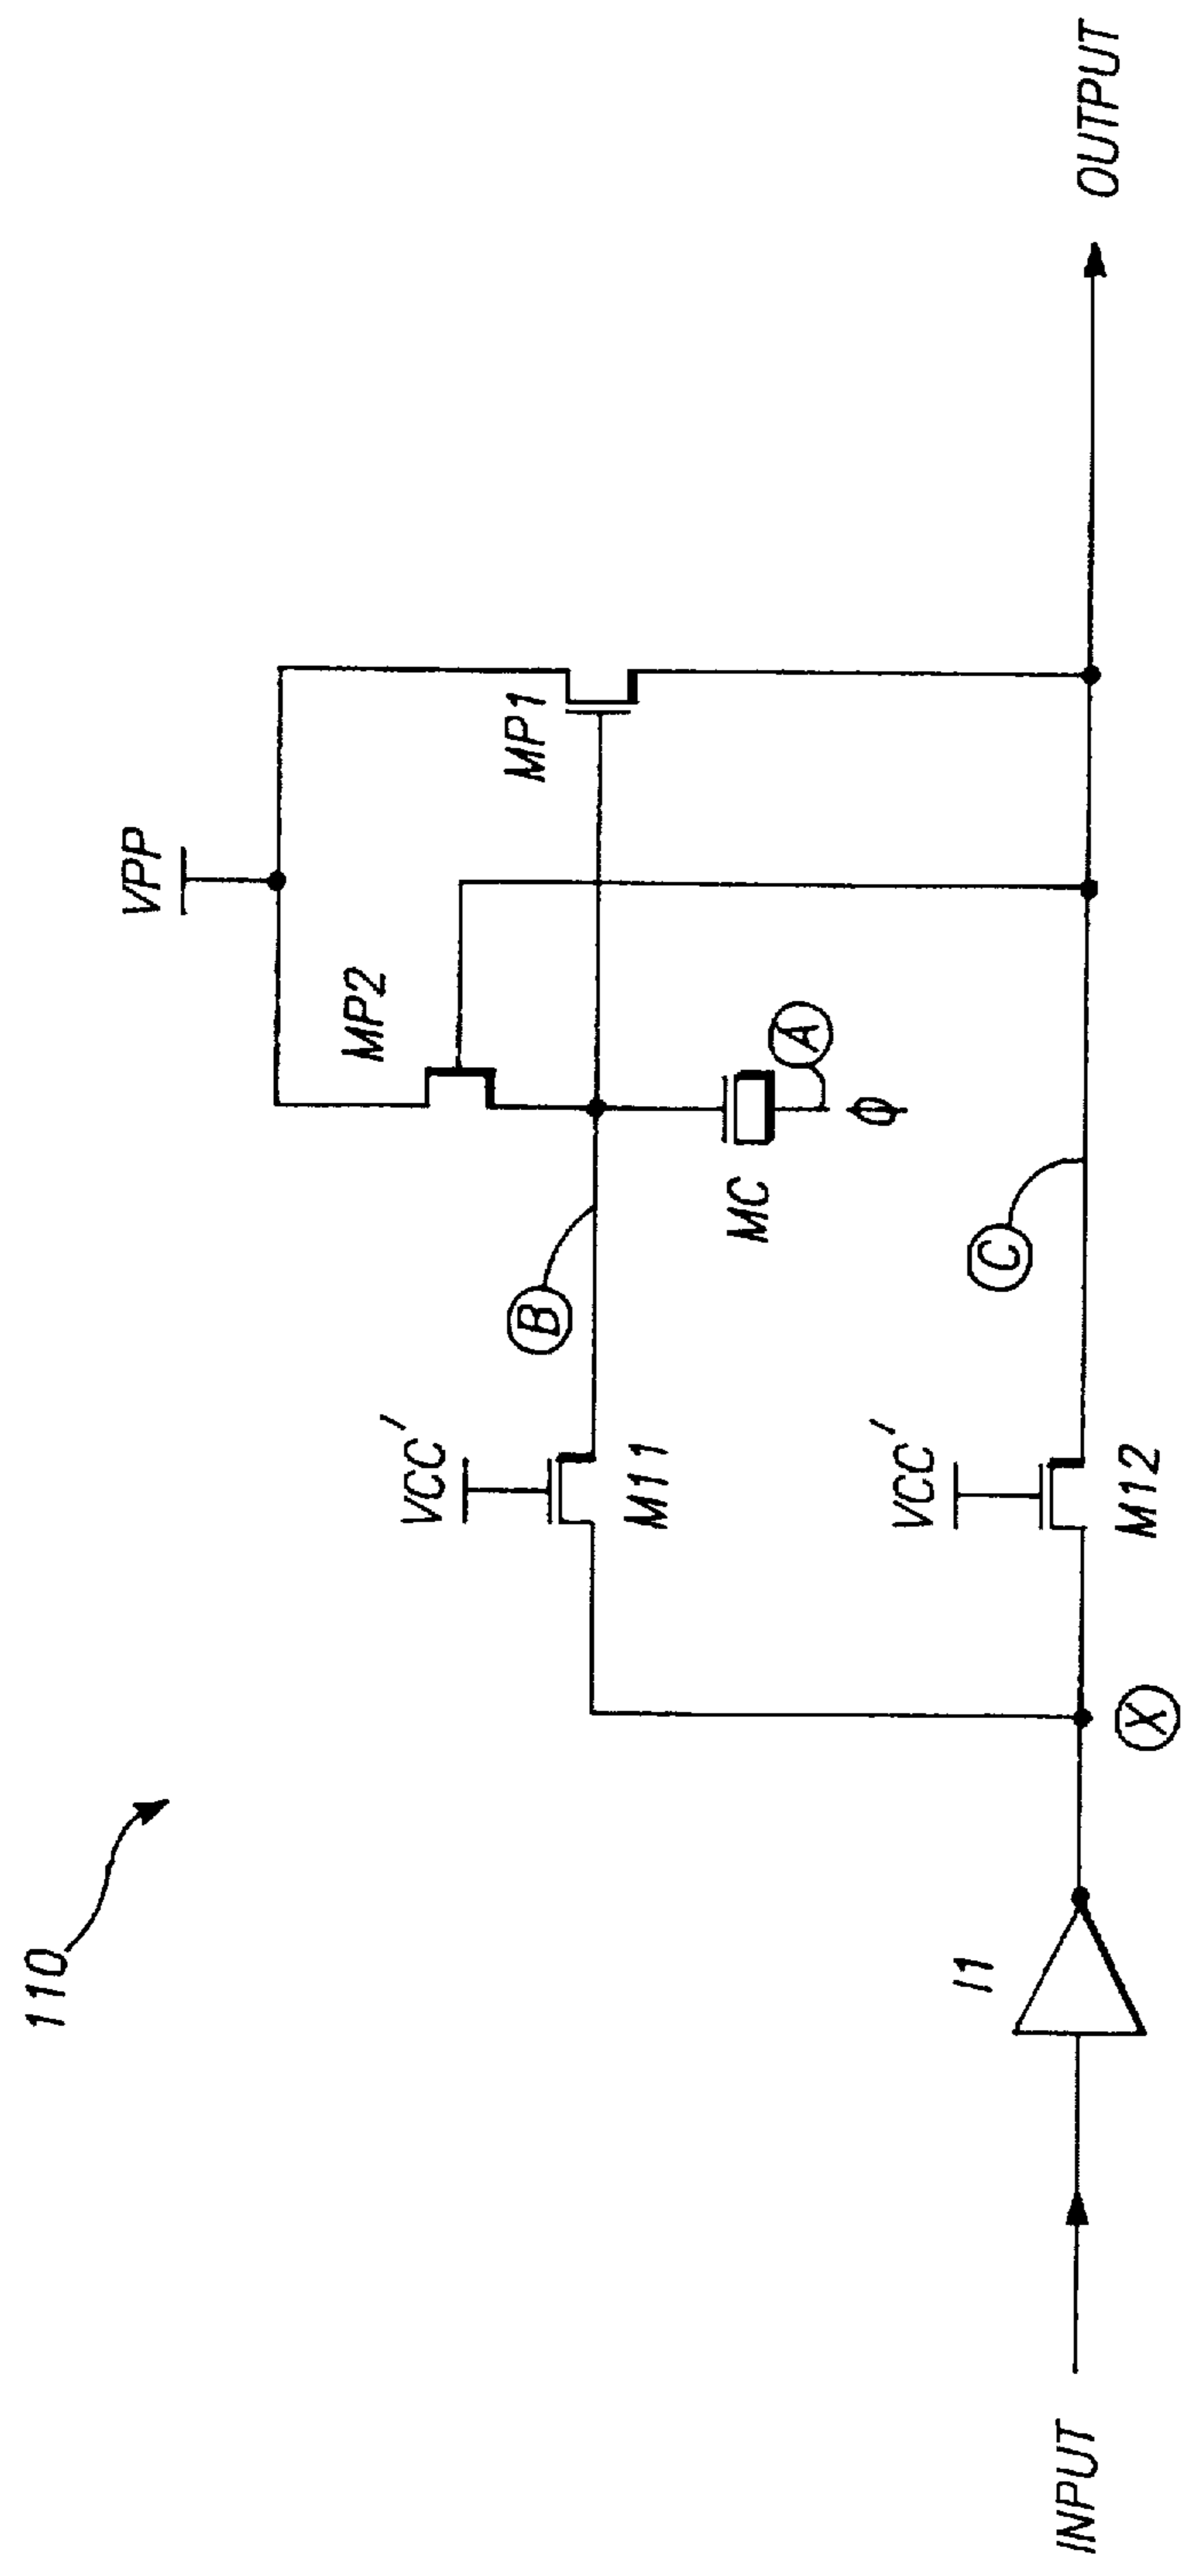 110
VPP
MP2
MP1
VCC'
B
M11
MC
A
Φ
VCC'
C
M12
I1
X
INPUT
OUTPUT